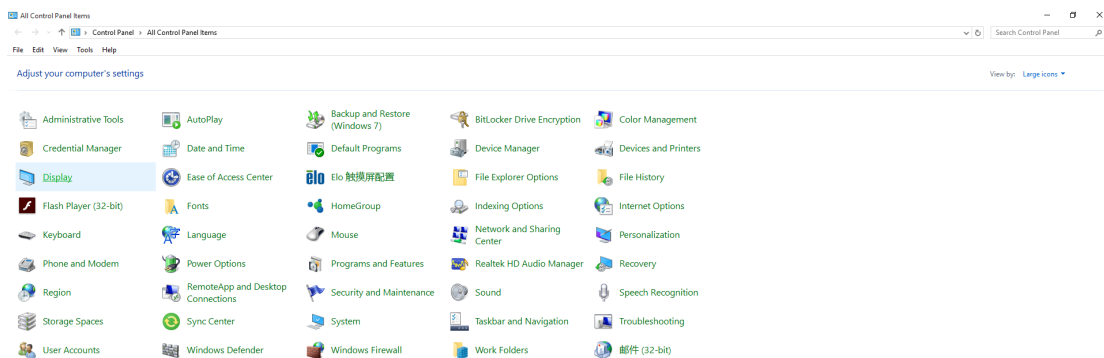 All Control Panel Items
Control Panel > All Control Panel Items
Search Control Panel
File Edit View Tools Help
Adjust your computer's settings
View by: Large icons
Administrative Tools
AutoPlay
Backup and Restore
(Windows 7)
BitLocker Drive Encryption
Color Management
Credential Manager
Date and Time
Default Programs
Device Manager
Devices and Printers
Display
Ease of Access Center
elo
Elo 触摸屏配置
File Explorer Options
File History
Flash Player (32-bit)
Fonts
HomeGroup
Indexing Options
Internet Options
Keyboard
Language
Mouse
Network and Sharing
Center
Personalization
Phone and Modem
Power Options
Programs and Features
Realtek HD Audio Manager
Recovery
Region
RemoteApp and Desktop
Connections
Security and Maintenance
Sound
Speech Recognition
Storage Spaces
Sync Center
System
Taskbar and Navigation
Troubleshooting
User Accounts
Windows Defender
Windows Firewall
Work Folders
邮件 (32-bit)